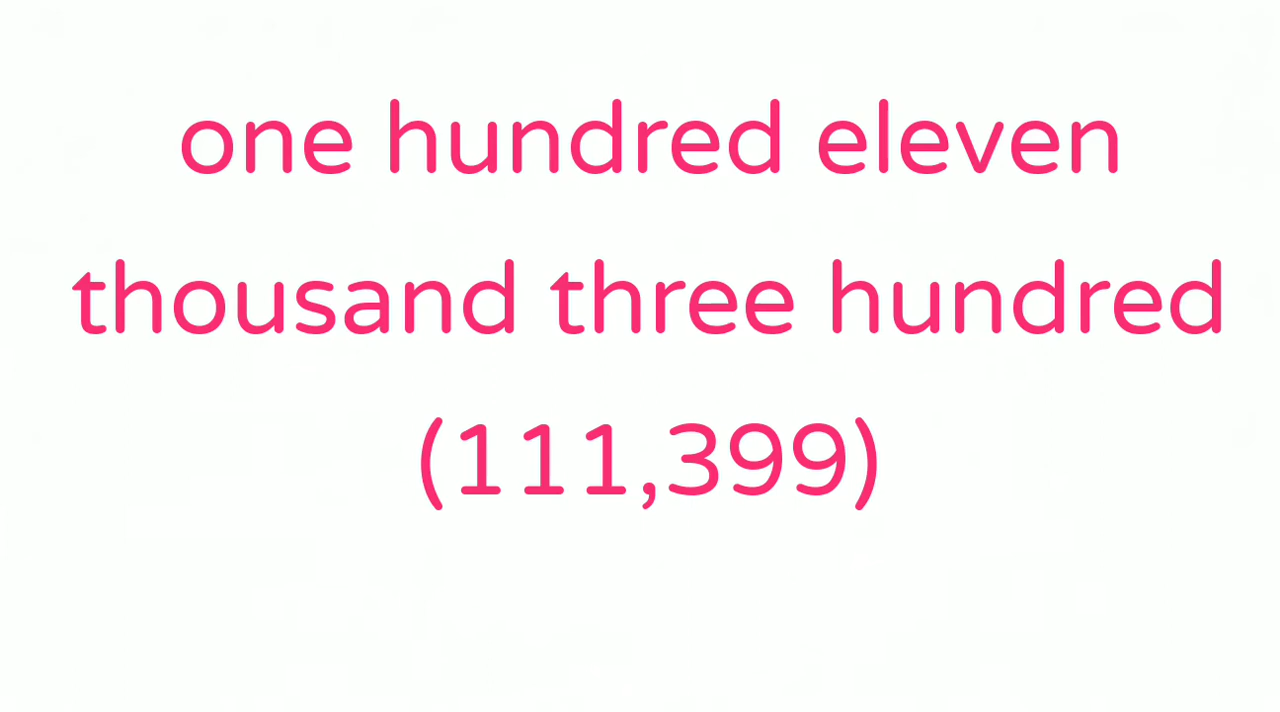 one hundred eleven
thousand three hundred
(111,399)